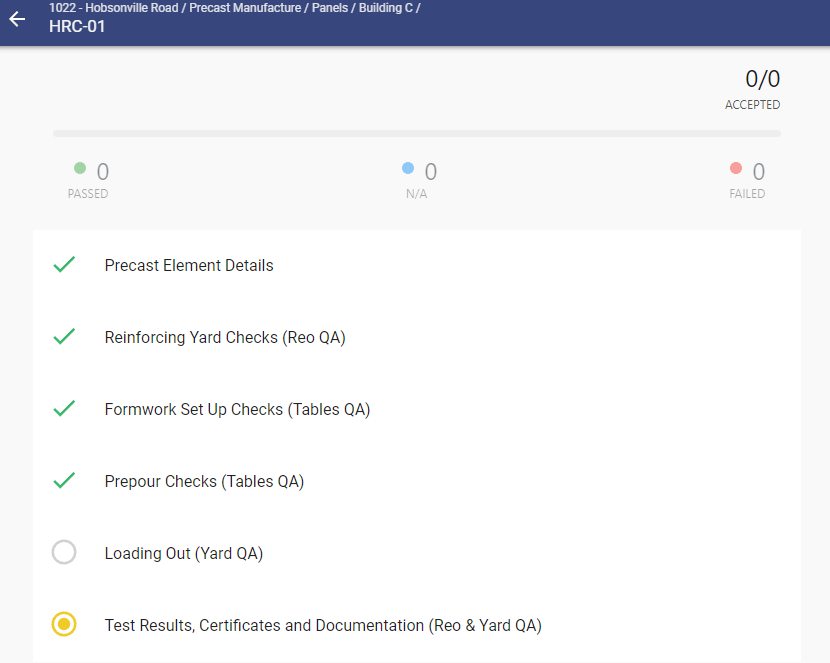 1022 - Hobsonville Road / Precast Manufacture / Panels / Building C /
HRC-01
0/0
ACCEPTED
0
PASSED
0
N/A
0
FAILED
Precast Element Details
Reinforcing Yard Checks (Reo QA)
Formwork Set Up Checks (Tables QA)
Prepour Checks (Tables QA)
Loading Out (Yard QA)
Test Results, Certificates and Documentation (Reo & Yard QA)